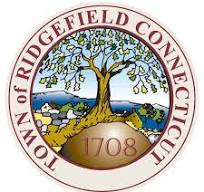 TOWN of RIDGEFIELD CONNECTICUT
1708